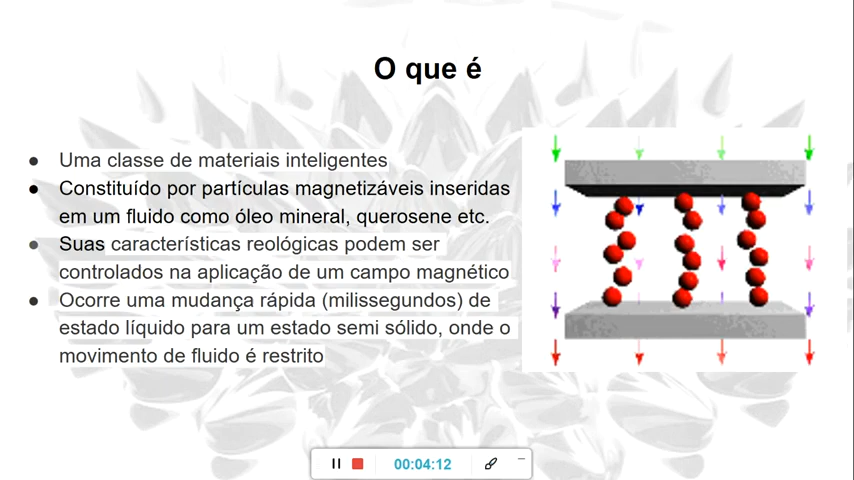 O que é
● Uma classe de materiais inteligentes
● Constituído por partículas magnetizáveis inseridas
em um fluido como óleo mineral, querosene etc.
● Suas características reológicas podem ser
controlados na aplicação de um campo magnético
● Ocorre uma mudança rápida (milissegundos) de
estado líquido para um estado semi sólido, onde o
movimento de fluido é restrito
00:04:12